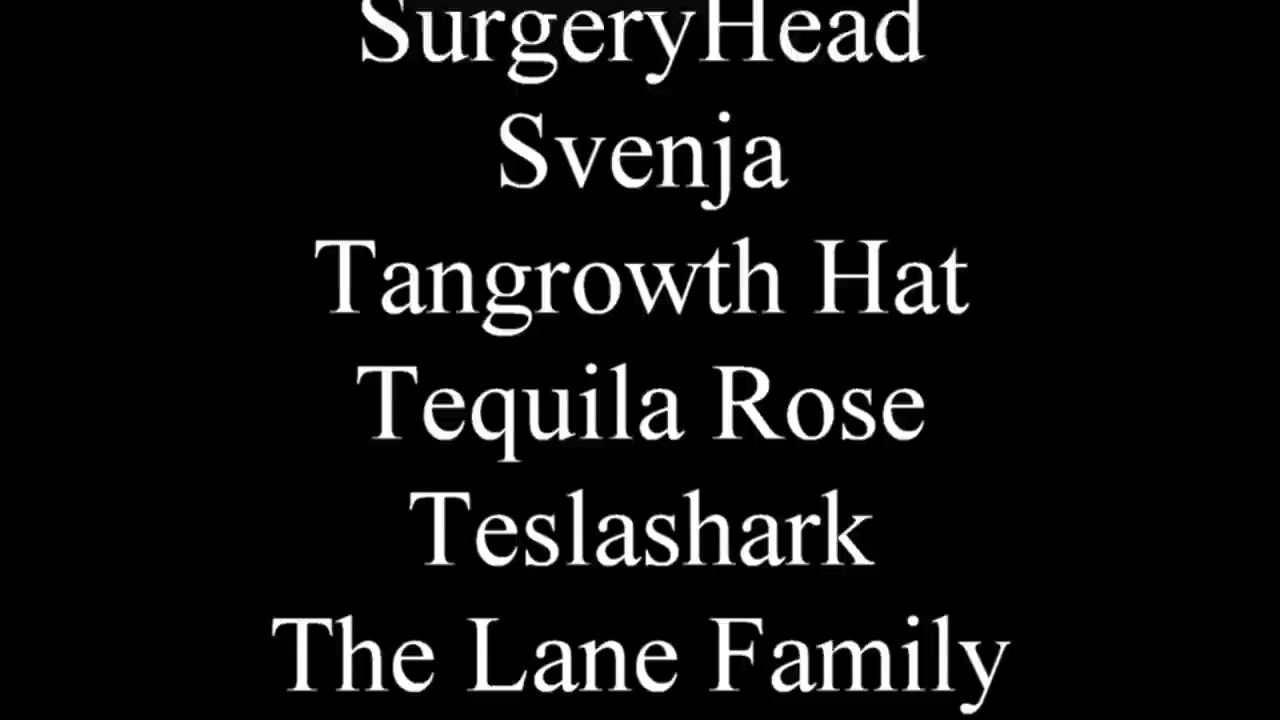 SurgeryHead
Svenja
Tangrowth Hat
Tequila Rose
Teslashark
The Lane Family